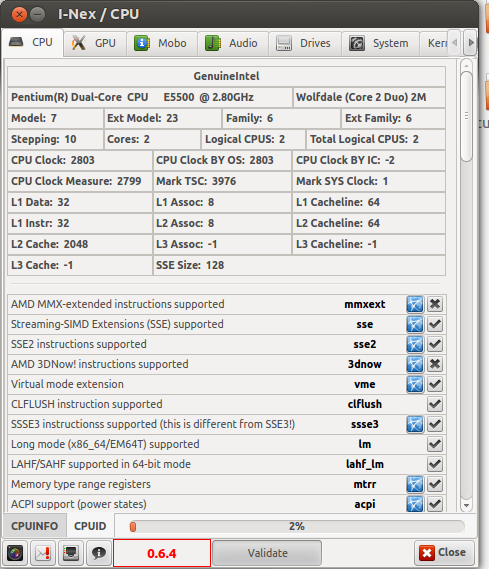 I-Nex / CPU
CPU GPU Mobo Audio Drives System Kern
GenuineIntel
Pentium(R) Dual-Core CPU E5500 @ 2.80GHz Wolfdale (Core 2 Duo) 2M
Model: 7 Ext Model: 23 Family: 6 Ext Family: 6
Stepping: 10 Cores: 2 Logical CPUS: 2 Total Logical CPUS: 2
CPU Clock: 2803 CPU Clock BY OS: 2803 CPU Clock BY IC: -2
CPU Clock Measure: 2799 Mark TSC: 3976 Mark SYS Clock: 1
L1 Data: 32 L1 Assoc: 8 L1 Cacheline: 64
L1 Instr: 32 L2 Assoc: 8 L2 Cacheline: 64
L2 Cache: 2048 L3 Assoc: -1 L3 Cacheline: -1
L3 Cache: -1 SSE Size: 128
AMD MMX-extended instructions supported mmxext
Streaming-SIMD Extensions (SSE) supported sse
SSE2 instructions supported sse2
AMD 3DNow! instructions supported 3dnow
Virtual mode extension vme
CLFLUSH instruction supported clflush
SSSE3 instructionss supported (this is different from SSE3!) ssse3
Long mode (x86_64/EM64T) supported lm
LAHF/SAHF supported in 64-bit mode lahf_lm
Memory type range registers mtrr
ACPI support (power states) acpi
CPUINFO CPUID 2%
0.6.4 Validate Close